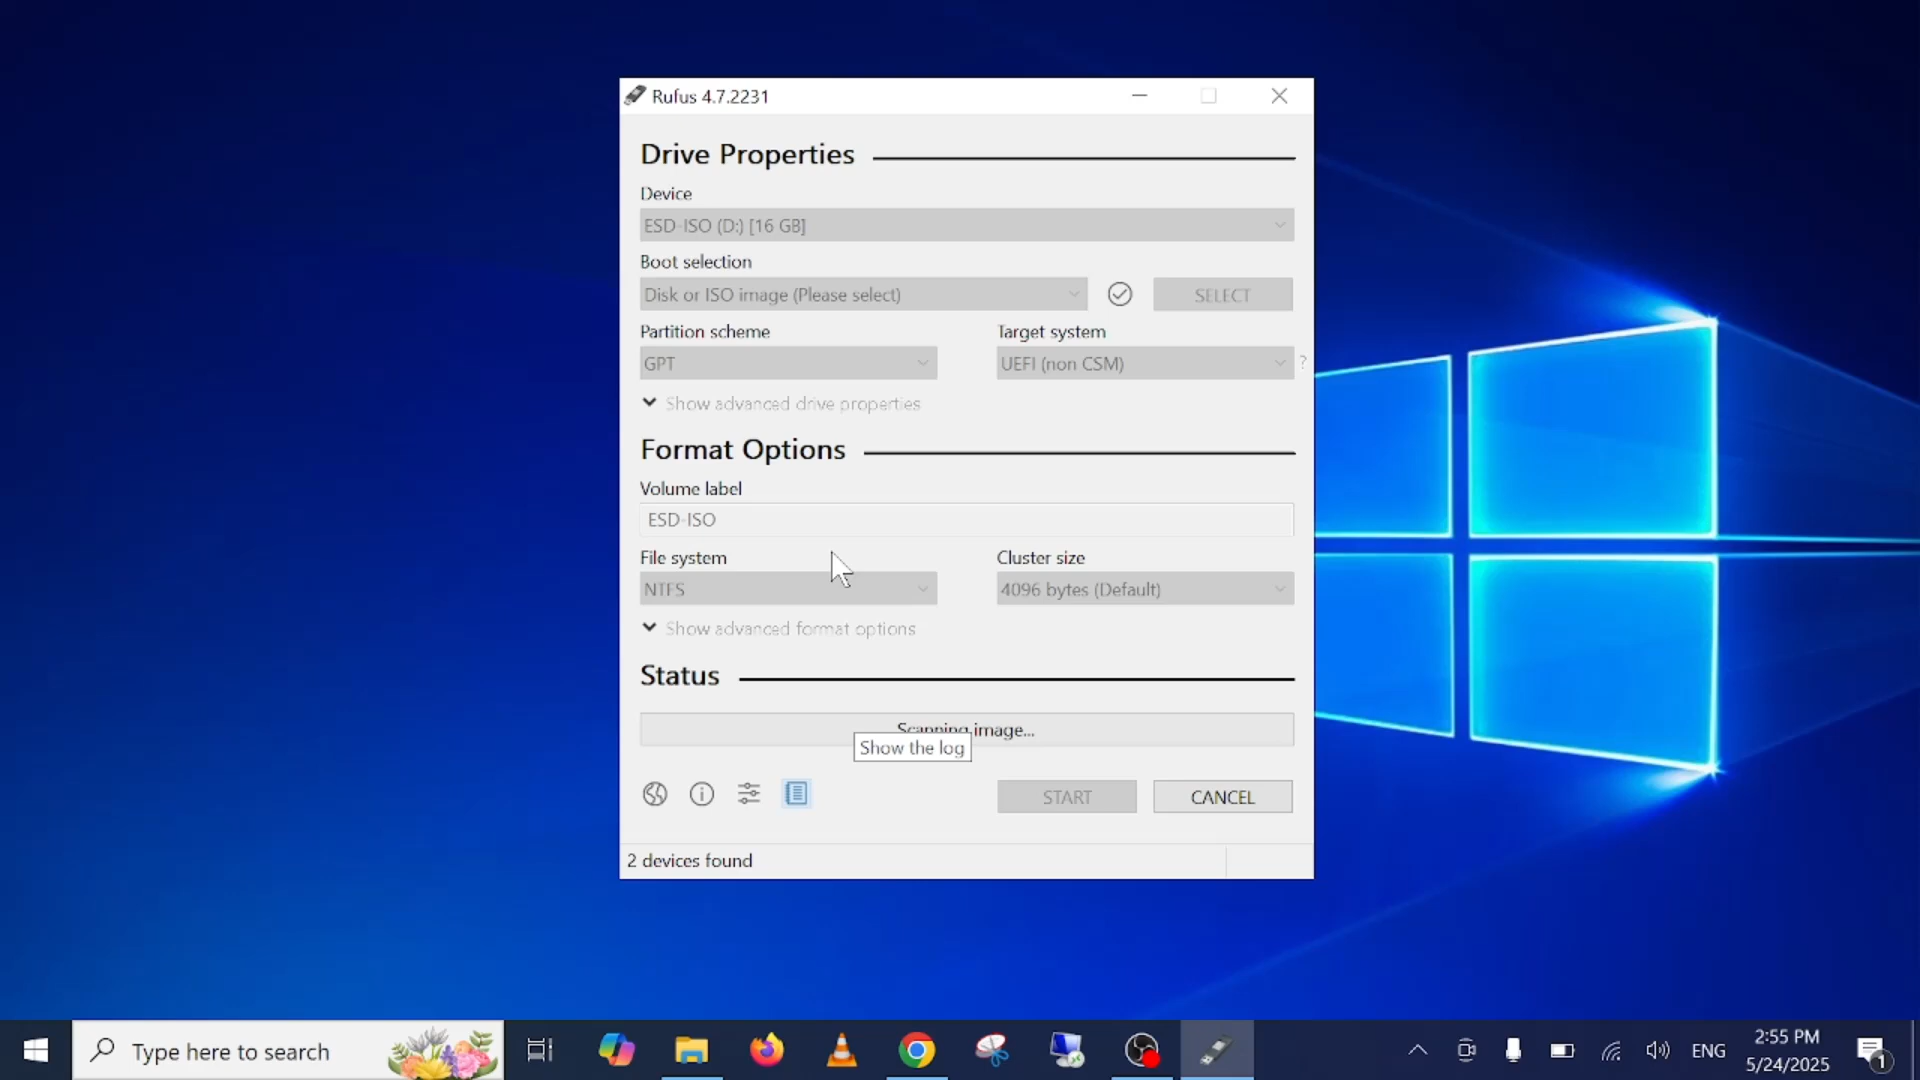 Rufus 4.7.2231
Drive Properties
Device
ESD-ISO (D:) [16 GB]
Boot selection
Disk or ISO image (Please select)
SELECT
Partition scheme
Target system
GPT
UEFI (non CSM)
?
Show advanced drive properties
Format Options
Volume label
ESD-ISO
File system
Cluster size
NTFS
4096 bytes (Default)
Show advanced format options
Status
Scanning image...
Show the log
START
CANCEL
2 devices found
Type here to search
ENG
2:55 PM
5/24/2025
1